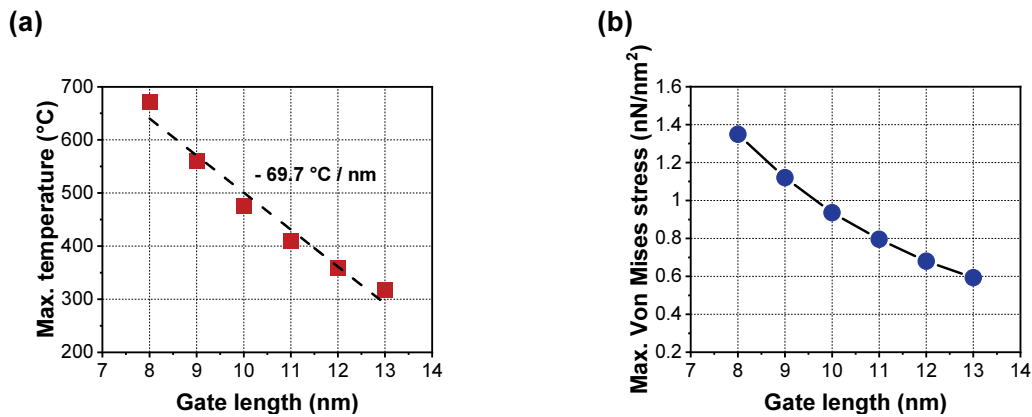 (a)
(b)
Max. temperature (°C)
700
600
500
400
300
200
- 69.7 °C / nm
7 8 9 10 11 12 13 14
Gate length (nm)
Max. Von Mises stress (nN/nm²)
1.6
1.4
1.2
1
0.8
0.6
0.4
0.2
7 8 9 10 11 12 13 14
Gate length (nm)